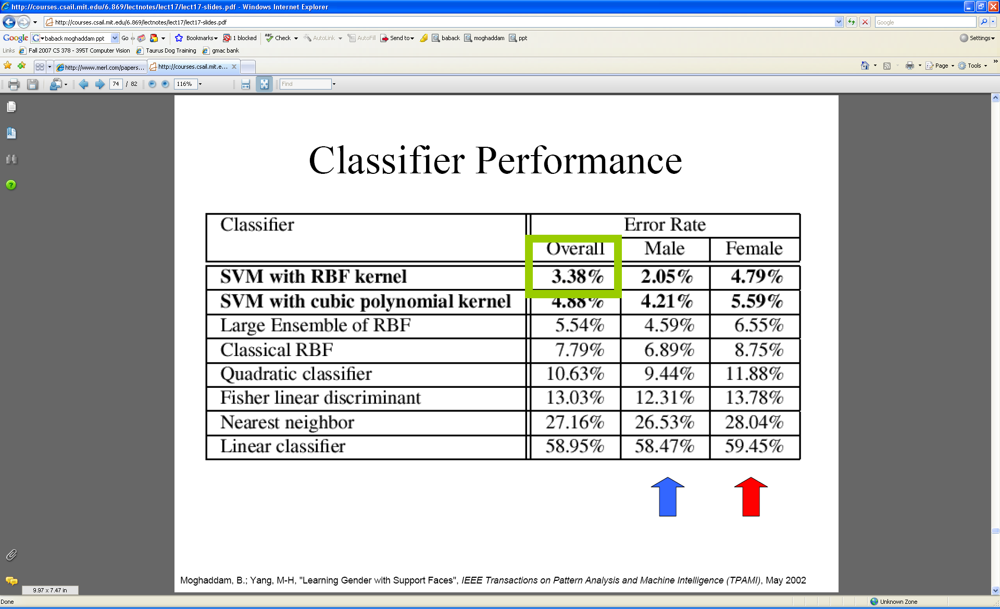 http://courses.csail.mit.edu/6.869/lectnotes/lect17/lect17-slides.pdf - Windows Internet Explorer
http://courses.csail.mit.edu/6.869/lectnotes/lect17/lect17-slides.pdf
Google
Google G baback moghaddam ppt Go Bookmarks 1 blocked ABC Check AutoLink AutoFill Send to baback moghaddam ppt Settings
Links Fall 2007 CS 378 - 395T Computer Vision Taurus Dog Training gmac bank
http://www.merl.com/papers... http://courses.csail.mit.e... Page Tools
74 / 82 116% Find
Classifier Performance
Classifier Error Rate
Overall Male Female
SVM with RBF kernel 3.38% 2.05% 4.79%
SVM with cubic polynomial kernel 4.88% 4.21% 5.59%
Large Ensemble of RBF 5.54% 4.59% 6.55%
Classical RBF 7.79% 6.89% 8.75%
Quadratic classifier 10.63% 9.44% 11.88%
Fisher linear discriminant 13.03% 12.31% 13.78%
Nearest neighbor 27.16% 26.53% 28.04%
Linear classifier 58.95% 58.47% 59.45%
Moghaddam, B.; Yang, M-H, "Learning Gender with Support Faces", IEEE Transactions on Pattern Analysis and Machine Intelligence (TPAMI), May 2002
9.97 x 7.47 in
Done Unknown Zone